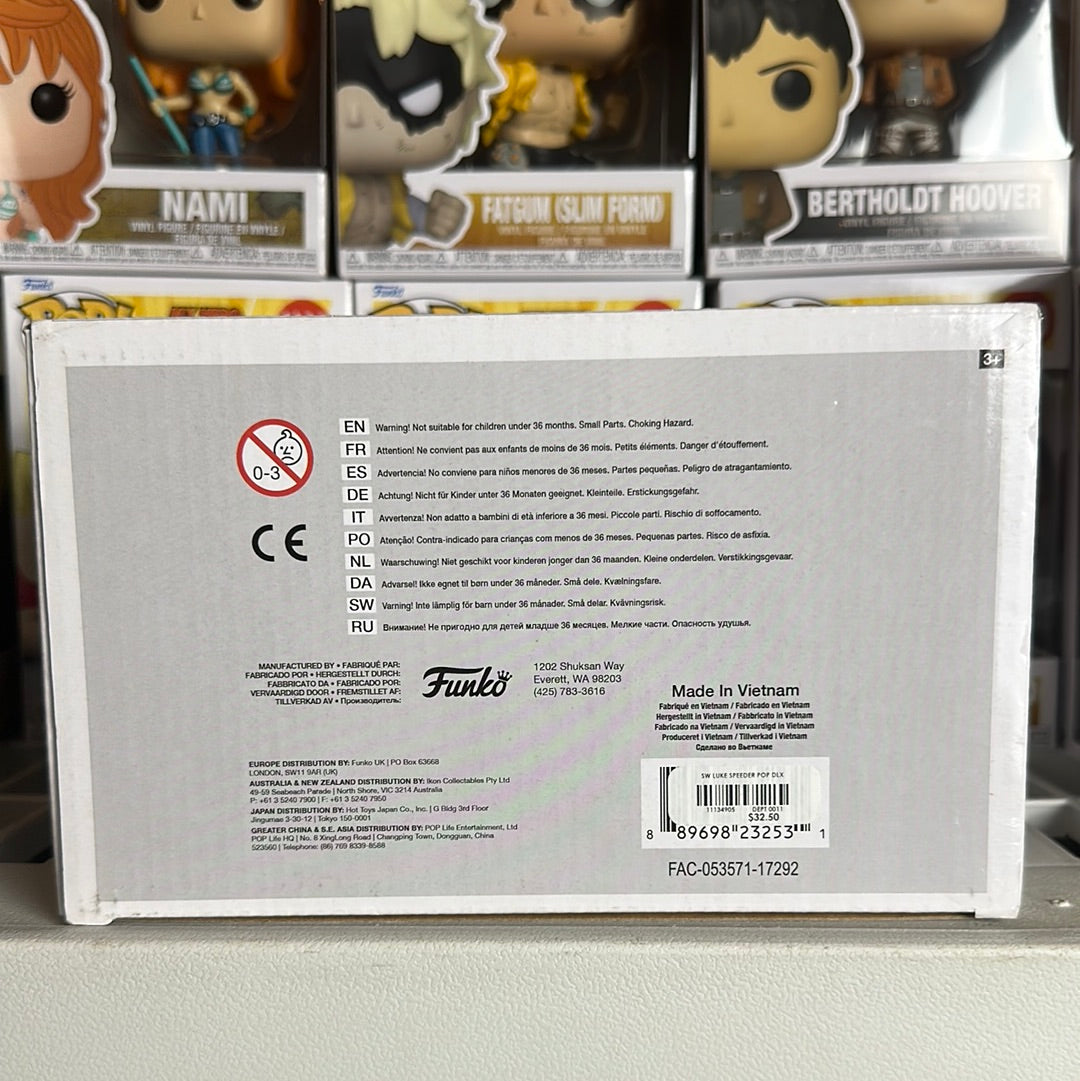 NAMI
VINYL FIGURE / FIGURINE EN VINYLE /
FIGURA DE VINIL
FATGUM (SLIM FORM)
BERTHOLDT HOOVER
Funko
Funko
3+
0-3
CE
EN Warning! Not suitable for children under 36 months. Small Parts. Choking Hazard.
FR Attention! Ne convient pas aux enfants de moins de 36 mois. Petits éléments. Danger d'étouffement.
ES Advertencia! No conviene para niños menores de 36 meses. Partes pequeñas. Peligro de atragantamiento.
DE Achtung! Nicht für Kinder unter 36 Monaten geeignet. Kleinteile. Erstickungsgefahr.
IT Avvertenza! Non adatto a bambini di età inferiore a 36 mesi. Piccole parti. Rischio di soffocamento.
PO Atenção! Contra-indicado para crianças com menos de 36 meses. Pequenas partes. Risco de asfixia.
NL Waarschuwing! Niet geschikt voor kinderen jonger dan 36 maanden. Kleine onderdelen. Verstikkingsgevaar.
DA Advarsel! Ikke egnet til børn under 36 måneder. Små dele. Kvælningsfare.
SW Varning! Inte lämplig för barn under 36 månader. Små delar. Kvävningsrisk.
RU Внимание! Не пригодно для детей младше 36 месяцев. Мелкие части. Опасность удушья.
MANUFACTURED BY • FABRIQUÉ PAR:
FABRICADO POR • HERGESTELLT DURCH:
FABBRICATO DA • FABRICADO POR:
VERVAARDIGD DOOR • FREMSTILLET AF:
TILLVERKAD AV • Производитель:
Funko
1202 Shuksan Way
Everett, WA 98203
(425) 783-3616
Made In Vietnam
Fabriqué en Vietnam / Fabricado en Vietnam
Hergestellt in Vietnam / Fabbricato in Vietnam
Fabricado na Vietnam / Vervaardigd in Vietnam
Produceret i Vietnam / Tillverkad i Vietnam
Сделано во Вьетнаме
EUROPE DISTRIBUTION BY: Funko UK | PO Box 63668
LONDON, SW11 9AR (UK)
AUSTRALIA & NEW ZEALAND DISTRIBUTION BY: Ikon Collectables Pty Ltd
49-59 Seabeach Parade | North Shore, VIC 3214 Australia
P: +61 3 5240 7900 | F: +61 3 5240 7950
JAPAN DISTRIBUTION BY: Hot Toys Japan Co., Inc. | G Bldg 3rd Floor
Jingumae 3-30-12 | Tokyo 150-0001
GREATER CHINA & S.E. ASIA DISTRIBUTION BY: POP Life Entertainment, Ltd
POP Life HQ | No. 8 XingLong Road | Changping Town, Dongguan, China
523560 | Telephone: (86) 769 8339-8588
SW LUKE SPEEDER POP DLX
11134905 DEPT 0011
$32.50
8 89698 23253 1
FAC-053571-17292